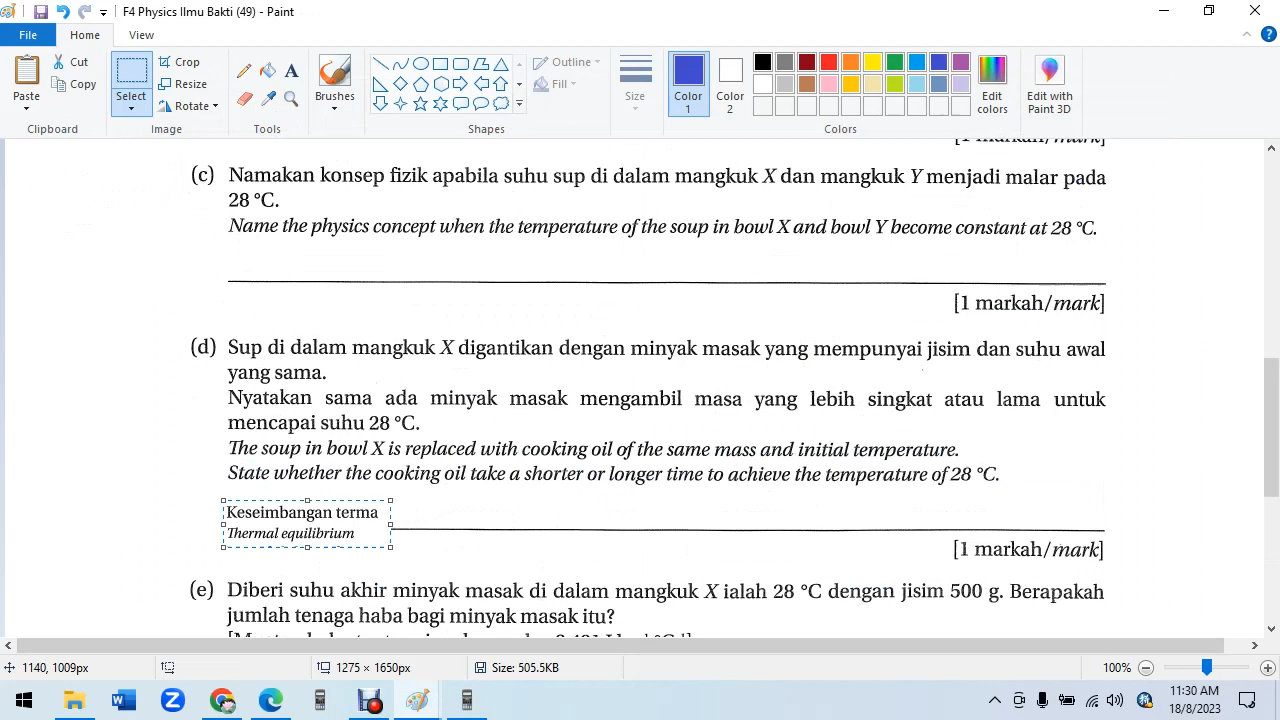 F4 Physics Ilmu Bakti (49) - Paint
File Home View
Cut
Copy
Paste
Clipboard
Select
Crop
Resize
Rotate
Image
Tools
Brushes
Outline
Fill
Shapes
Size
Color 1
Color 2
Edit colors
Edit with Paint 3D
Colors
[1 markah/mark]
(c) Namakan konsep fizik apabila suhu sup di dalam mangkuk X dan mangkuk Y menjadi malar pada
28 °C.
Name the physics concept when the temperature of the soup in bowl X and bowl Y become constant at 28 °C.
[1 markah/mark]
(d) Sup di dalam mangkuk X digantikan dengan minyak masak yang mempunyai jisim dan suhu awal
yang sama.
Nyatakan sama ada minyak masak mengambil masa yang lebih singkat atau lama untuk
mencapai suhu 28 °C.
The soup in bowl X is replaced with cooking oil of the same mass and initial temperature.
State whether the cooking oil take a shorter or longer time to achieve the temperature of 28 °C.
Keseimbangan terma
Thermal equilibrium
[1 markah/mark]
(e) Diberi suhu akhir minyak masak di dalam mangkuk X ialah 28 °C dengan jisim 500 g. Berapakah
jumlah tenaga haba bagi minyak masak itu?
1140, 1009px
1275 × 1650px
Size: 505.5KB
100%
11:30 AM
18/8/2023